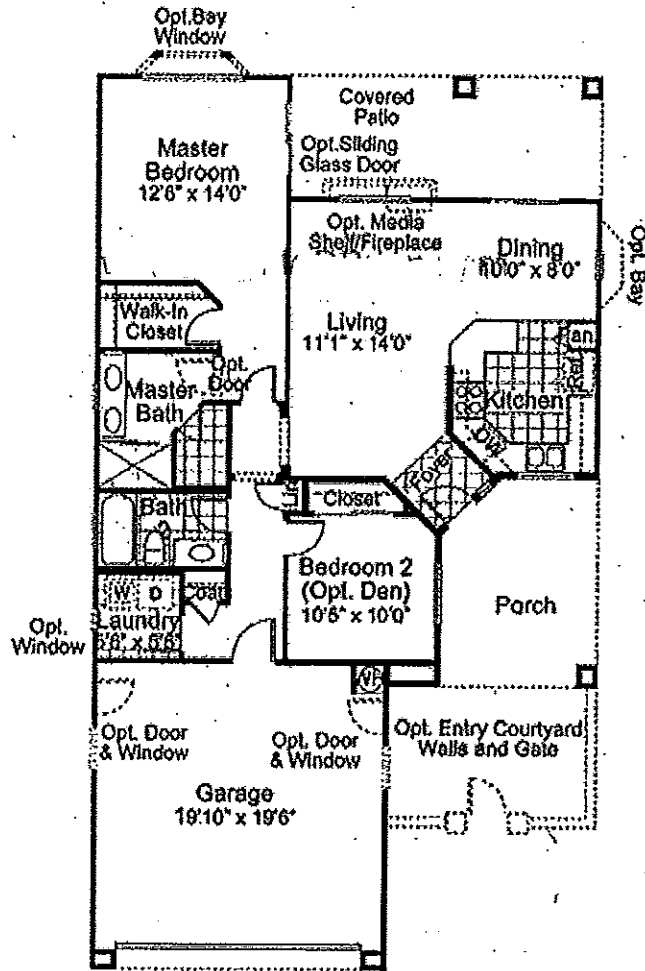 Opt.Bay
Window
Covered
Patio
Opt.Sliding
Glass Door
Master
Bedroom
12'6" x 14'0"
Opt. Media
Shelf/Fireplace
Dining
10'0" x 8'0"
Opt. Bay
Walk-In
Closet
Living
11'1" x 14'0"
Opt.
Door
Master
Bath
Pan
Ref.
Kitchen
DW
Foyer
Closet
Bath
Bedroom 2
(Opt. Den)
10'5" x 10'0"
Porch
W
D
Coat
Laundry
Opt.
Window
Opt. Door
& Window
Opt. Door
& Window
Opt. Entry Courtyard
Walls and Gate
Garage
19'10" x 19'6"